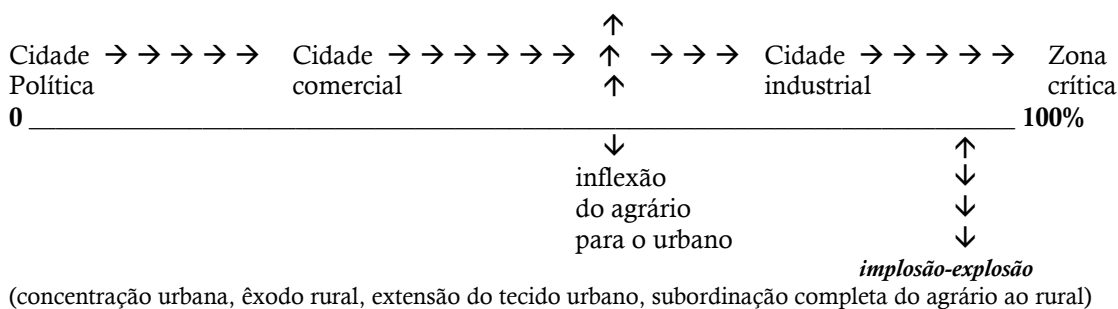 ↑
Cidade → → → → → Cidade → → → → → → ↑ → → → Cidade → → → → → Zona
Política comercial ↑ industrial crítica
0 ______________________________ 100%
↓ ↑
inflexão ↓
do agrário ↓
para o urbano ↓
implosão-explosão
(concentração urbana, êxodo rural, extensão do tecido urbano, subordinação completa do agrário ao rural)